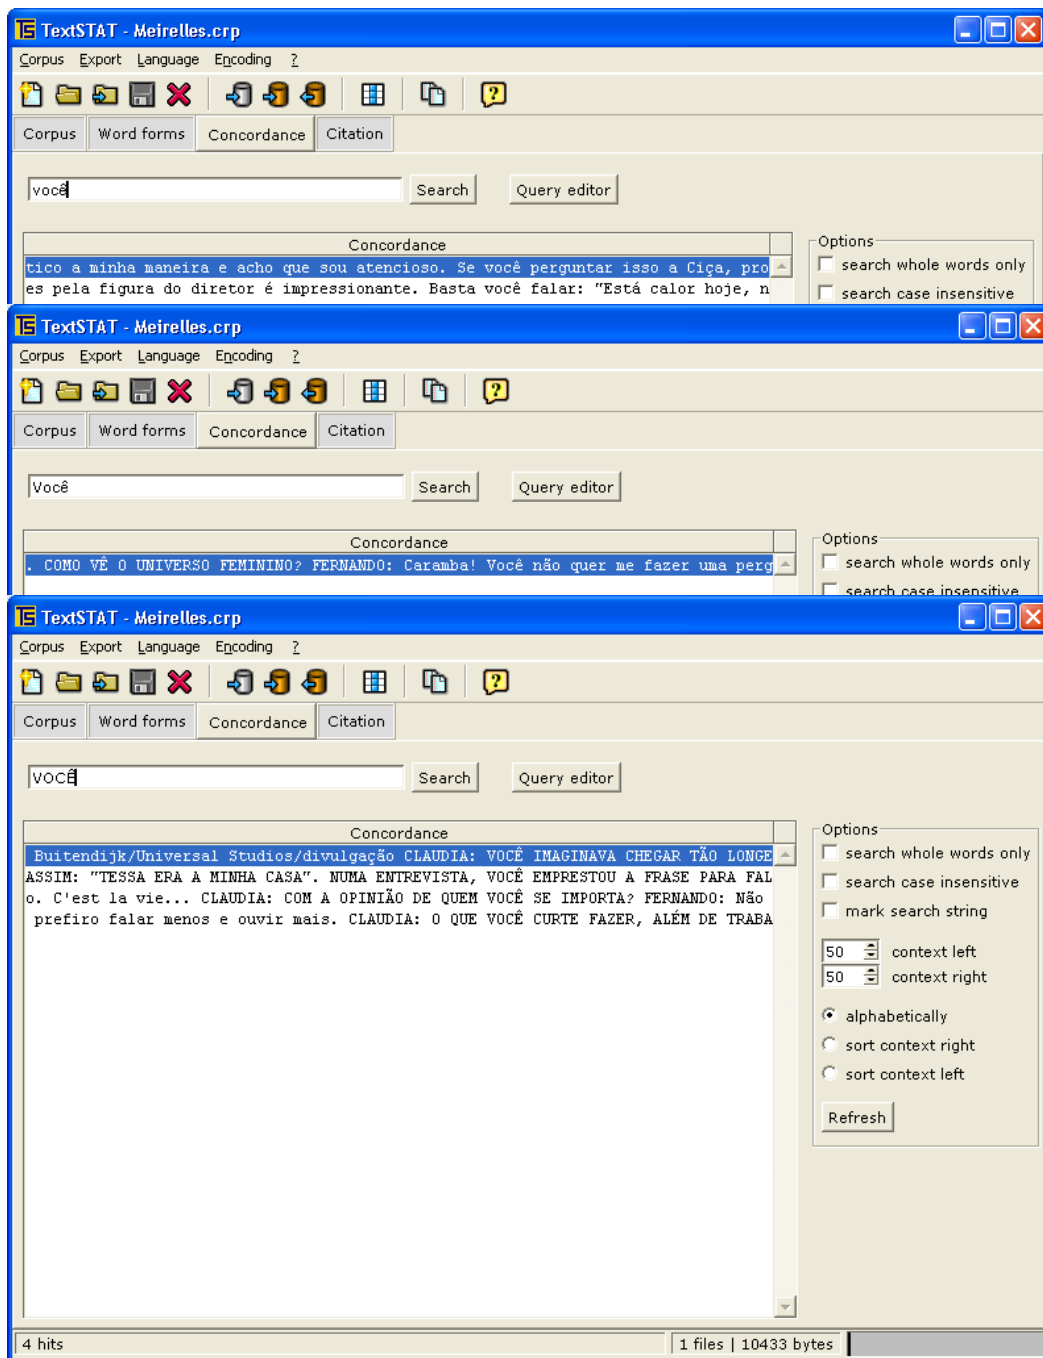 TextSTAT - Meirelles.crp
Corpus Export Language Encoding ?
Corpus Word forms Concordance Citation
você Search Query editor
Concordance
tico a minha maneira e acho que sou atencioso. Se você perguntar isso a Ciça, pro
es pela figura do diretor é impressionante. Basta você falar: "Está calor hoje, n
Options
search whole words only
search case insensitive
TextSTAT - Meirelles.crp
Corpus Export Language Encoding ?
Corpus Word forms Concordance Citation
Você Search Query editor
Concordance
. COMO VÊ O UNIVERSO FEMININO? FERNANDO: Caramba! Você não quer me fazer uma perg
Options
search whole words only
search case insensitive
TextSTAT - Meirelles.crp
Corpus Export Language Encoding ?
Corpus Word forms Concordance Citation
VOCÊ Search Query editor
Concordance
Buitendijk/Universal Studios/divulgação CLAUDIA: VOCÊ IMAGINAVA CHEGAR TÃO LONGE
ASSIM: "TESSA ERA A MINHA CASA". NUMA ENTREVISTA, VOCÊ EMPRESTOU A FRASE PARA FAL
o. C'est la vie... CLAUDIA: COM A OPINIÃO DE QUEM VOCÊ SE IMPORTA? FERNANDO: Não
prefiro falar menos e ouvir mais. CLAUDIA: O QUE VOCÊ CURTE FAZER, ALÉM DE TRABA
Options
search whole words only
search case insensitive
mark search string
50 context left
50 context right
alphabetically
sort context right
sort context left
Refresh
4 hits
1 files | 10433 bytes